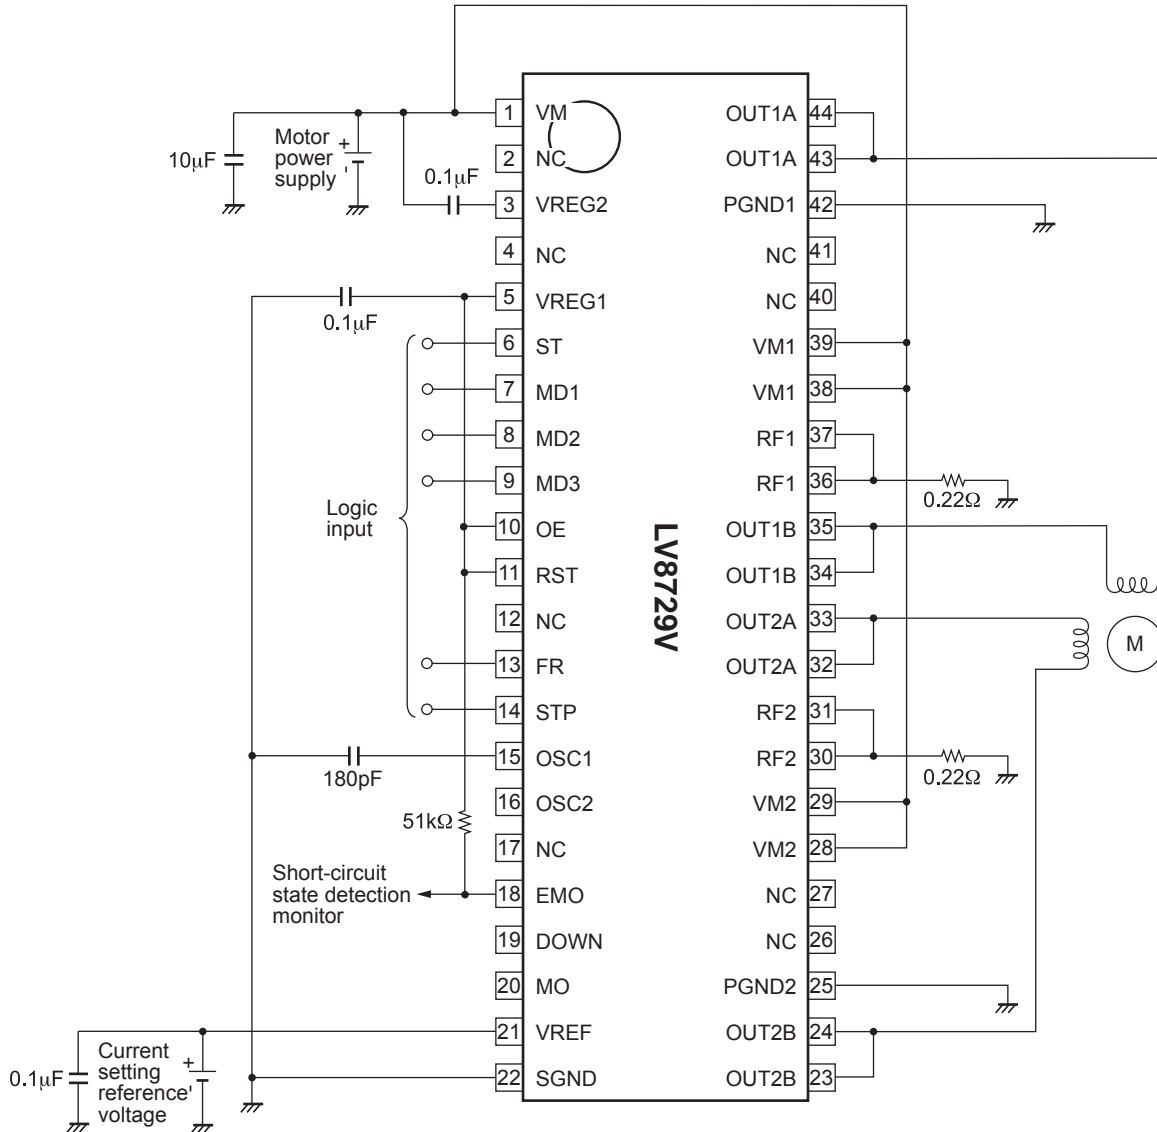 1 VM
2 NC
3 VREG2
4 NC
5 VREG1
6 ST
7 MD1
8 MD2
9 MD3
10 OE
11 RST
12 NC
13 FR
14 STP
15 OSC1
16 OSC2
17 NC
18 EMO
19 DOWN
20 MO
21 VREF
22 SGND
OUT1A 44
OUT1A 43
PGND1 42
NC 41
NC 40
VM1 39
VM1 38
RF1 37
RF1 36
OUT1B 35
OUT1B 34
OUT2A 33
OUT2A 32
RF2 31
RF2 30
VM2 29
VM2 28
NC 27
NC 26
PGND2 25
OUT2B 24
OUT2B 23
LV8729V
10μF
Motor
power
supply
+
-
0.1μF
0.1μF
Logic
input
180pF
51kΩ
Short-circuit
state detection
monitor
0.1μF
Current
setting
reference
voltage
+
-
0.22Ω
0.22Ω
M